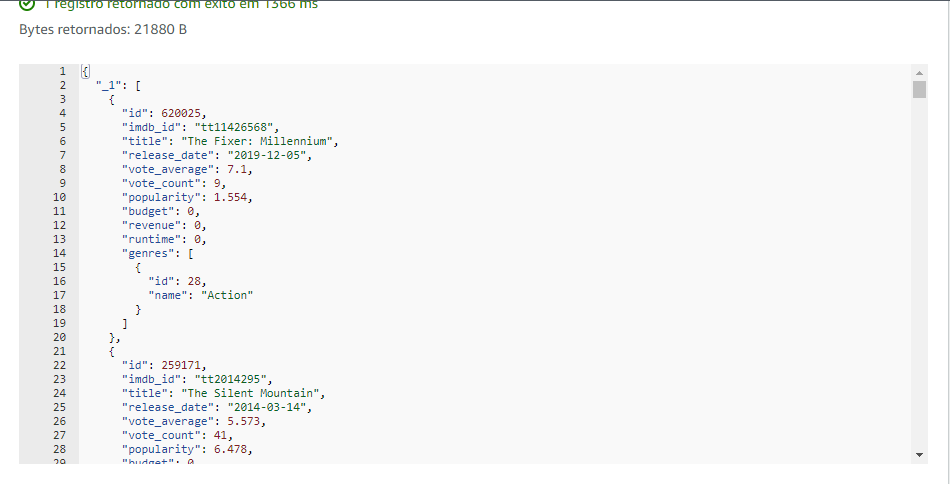 1 registro retornado com êxito em 1366 ms
Bytes retornados: 21880 B
1 {
2 "_1": [
3 {
4 "id": 620025,
5 "imdb_id": "tt11426568",
6 "title": "The Fixer: Millennium",
7 "release_date": "2019-12-05",
8 "vote_average": 7.1,
9 "vote_count": 9,
10 "popularity": 1.554,
11 "budget": 0,
12 "revenue": 0,
13 "runtime": 0,
14 "genres": [
15 {
16 "id": 28,
17 "name": "Action"
18 }
19 ]
20 },
21 {
22 "id": 259171,
23 "imdb_id": "tt2014295",
24 "title": "The Silent Mountain",
25 "release_date": "2014-03-14",
26 "vote_average": 5.573,
27 "vote_count": 41,
28 "popularity": 6.478,
29 "budget": 0